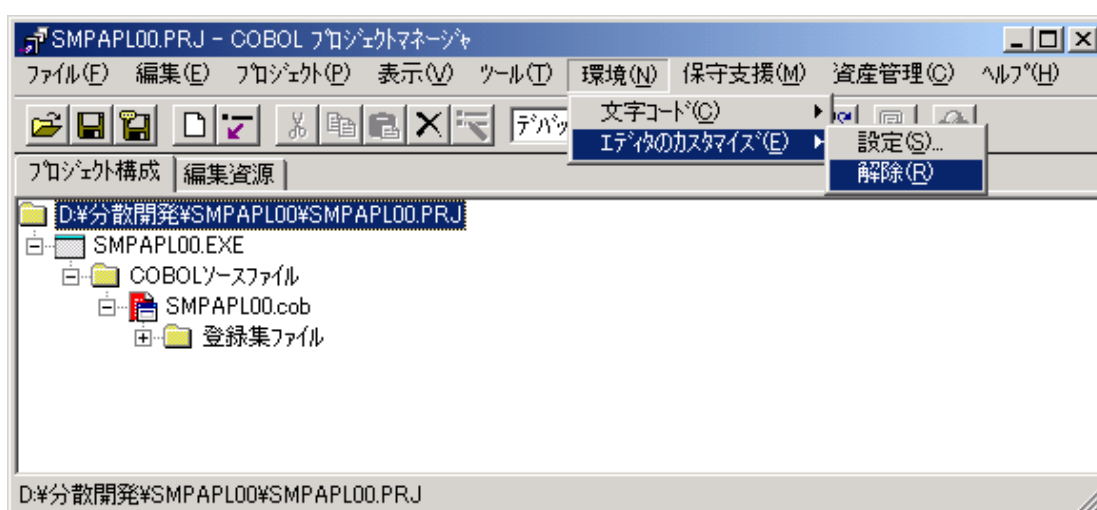 SMPAPL00.PRJ - COBOL ﾌﾟﾛｼﾞｪｸﾄﾏﾈｰｼﾞｬ
ﾌｧｲﾙ(F) 編集(E) ﾌﾟﾛｼﾞｪｸﾄ(P) 表示(V) ﾂｰﾙ(T) 環境(N) 保守支援(M) 資産管理(C) ﾍﾙﾌﾟ(H)
ﾃﾞﾊﾞｯ
文字ｺｰﾄﾞ(C)
ｴﾃﾞｨﾀのｶｽﾀﾏｲｽﾞ(E)
設定(S)...
解除(R)
ﾌﾟﾛｼﾞｪｸﾄ構成 編集資源
D:¥分散開発¥SMPAPL00¥SMPAPL00.PRJ
SMPAPL00.EXE
COBOLｿｰｽﾌｧｲﾙ
SMPAPL00.cob
登録集ﾌｧｲﾙ
D:¥分散開発¥SMPAPL00¥SMPAPL00.PRJ